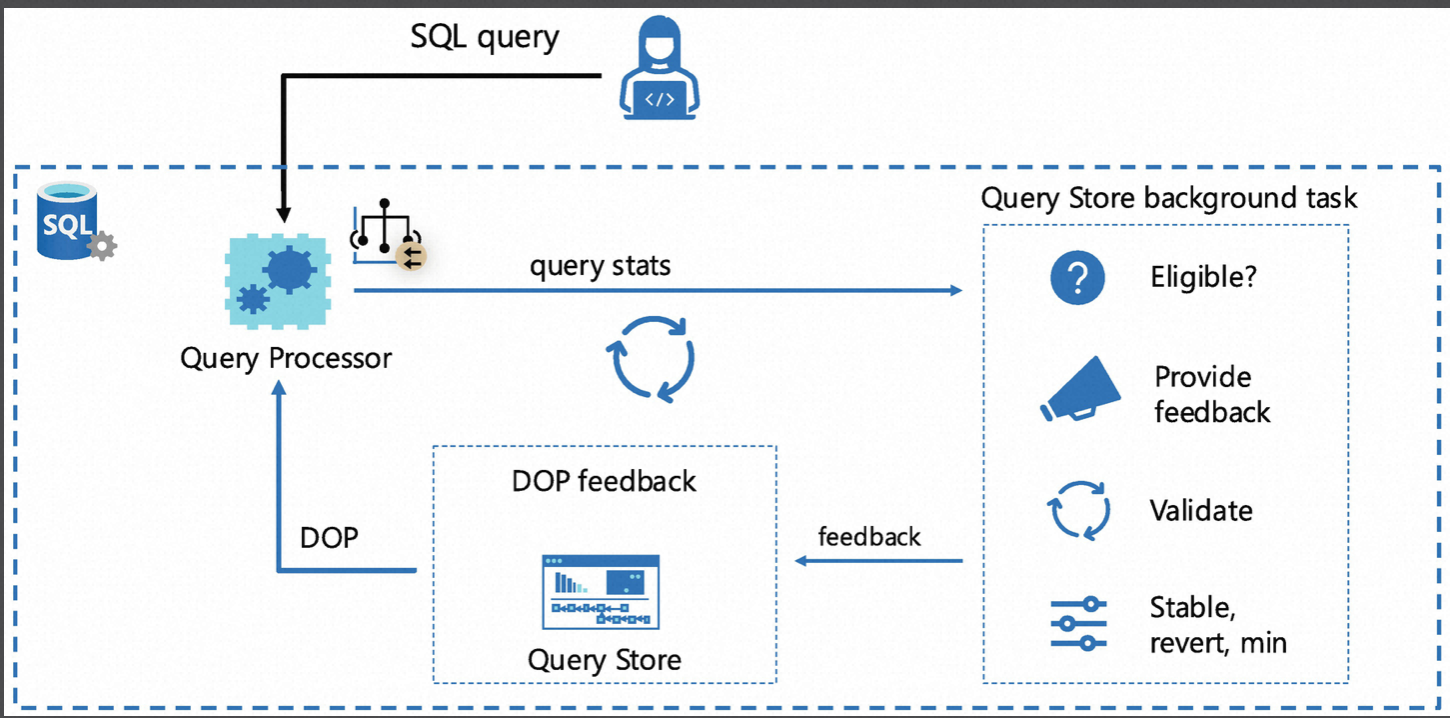 SQL query
</>
SQL
Query Store background task
Eligible?
query stats
Query Processor
Provide
feedback
DOP feedback
Validate
DOP
feedback
Stable,
revert, min
Query Store